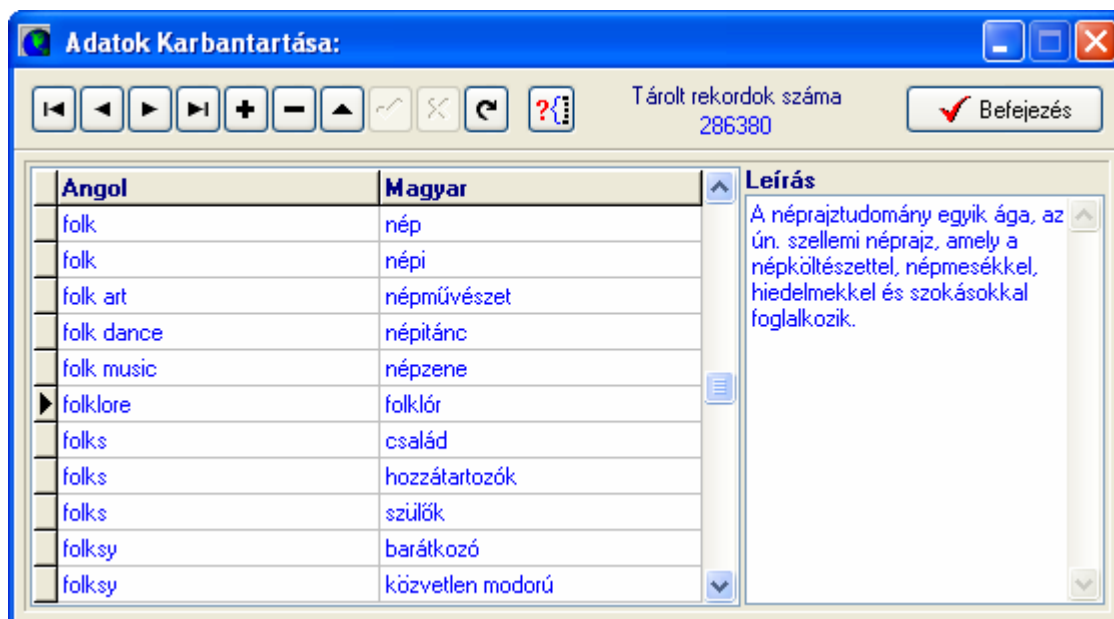 Adatok Karbantartása:
Tárolt rekordok száma
286380
Befejezés
Angol Magyar
folk nép
folk népi
folk art népművészet
folk dance népitánc
folk music népzene
folklore folklór
folks család
folks hozzátartozók
folks szülők
folksy barátkozó
folksy közvetlen modorú
Leírás
A néprajztudomány egyik ága, az
ún. szellemi néprajz, amely a
népköltészettel, népmesékkel,
hiedelmekkel és szokásokkal
foglalkozik.